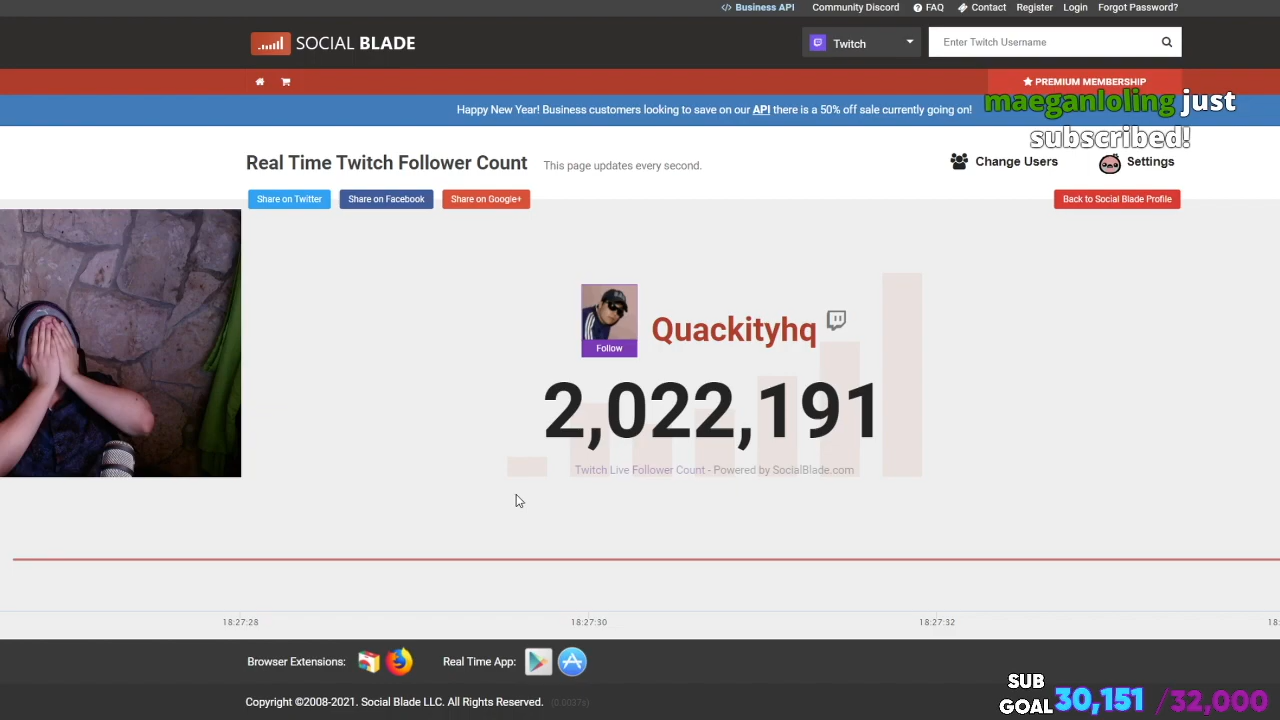 Business API Community Discord FAQ Contact Register Login Forgot Password?
SOCIAL BLADE
Twitch
Enter Twitch Username
PREMIUM MEMBERSHIP
Happy New Year! Business customers looking to save on our API there is a 50% off sale currently going on!
maeganloling just
subscribed!
Real Time Twitch Follower Count
This page updates every second.
Change Users
Settings
Share on Twitter
Share on Facebook
Share on Google+
Back to Social Blade Profile
Follow
Quackityhq
2,022,191
Twitch Live Follower Count - Powered by SocialBlade.com
18:27:28
18:27:30
18:27:32
18:
Browser Extensions:
Real Time App:
Copyright ©2008-2021. Social Blade LLC. All Rights Reserved. (0.0037s)
SUB
GOAL 30,151 /32,000